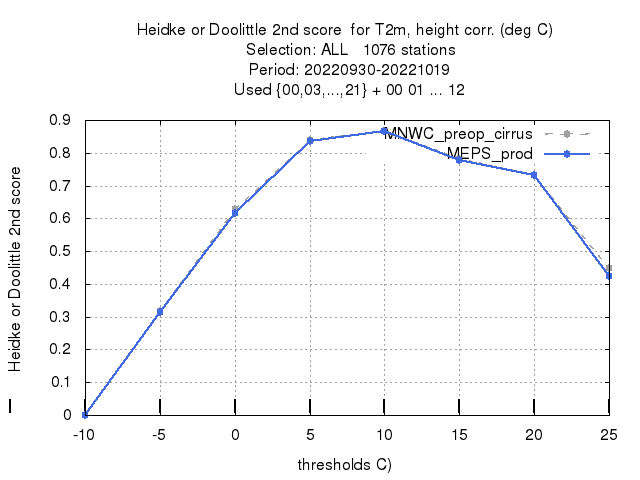 Heidke or Doolittle 2nd score  for T2m, height corr. (deg C)
Selection: ALL   1076 stations
Period: 20220930-20221019
Used {00,03,...,21} + 00 01 ... 12
MNWC_preop_cirrus
MEPS_prod
Heidke or Doolittle 2nd score
0.9
0.8
0.7
0.6
0.5
0.4
0.3
0.2
0.1
0
-10 -5 0 5 10 15 20 25
thresholds C)